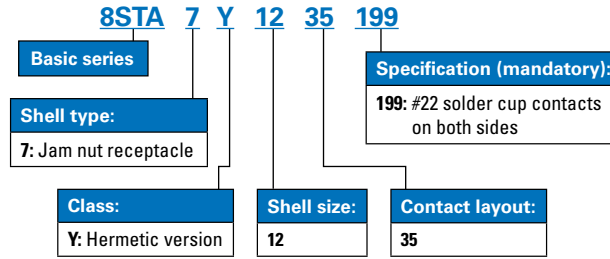 8STA 7 Y 12 35 199
Basic series
Specification (mandatory):
199: #22 solder cup contacts
on both sides
Shell type:
7: Jam nut receptacle
Class:
Y: Hermetic version
Shell size:
12
Contact layout:
35